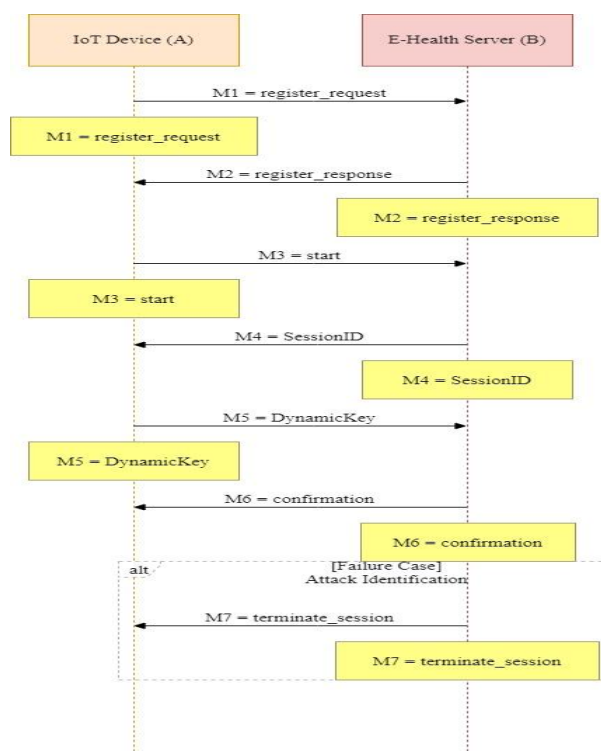 IoT Device (A)
E-Health Server (B)
M1 = register_request
M1 = register_request
M2 = register_response
M2 = register_response
M3 = start
M3 = start
M4 = SessionID
M4 = SessionID
M5 = DynamicKey
M5 = DynamicKey
M6 = confirmation
M6 = confirmation
alt
[Failure Case]
Attack Identification
M7 = terminate_session
M7 = terminate_session